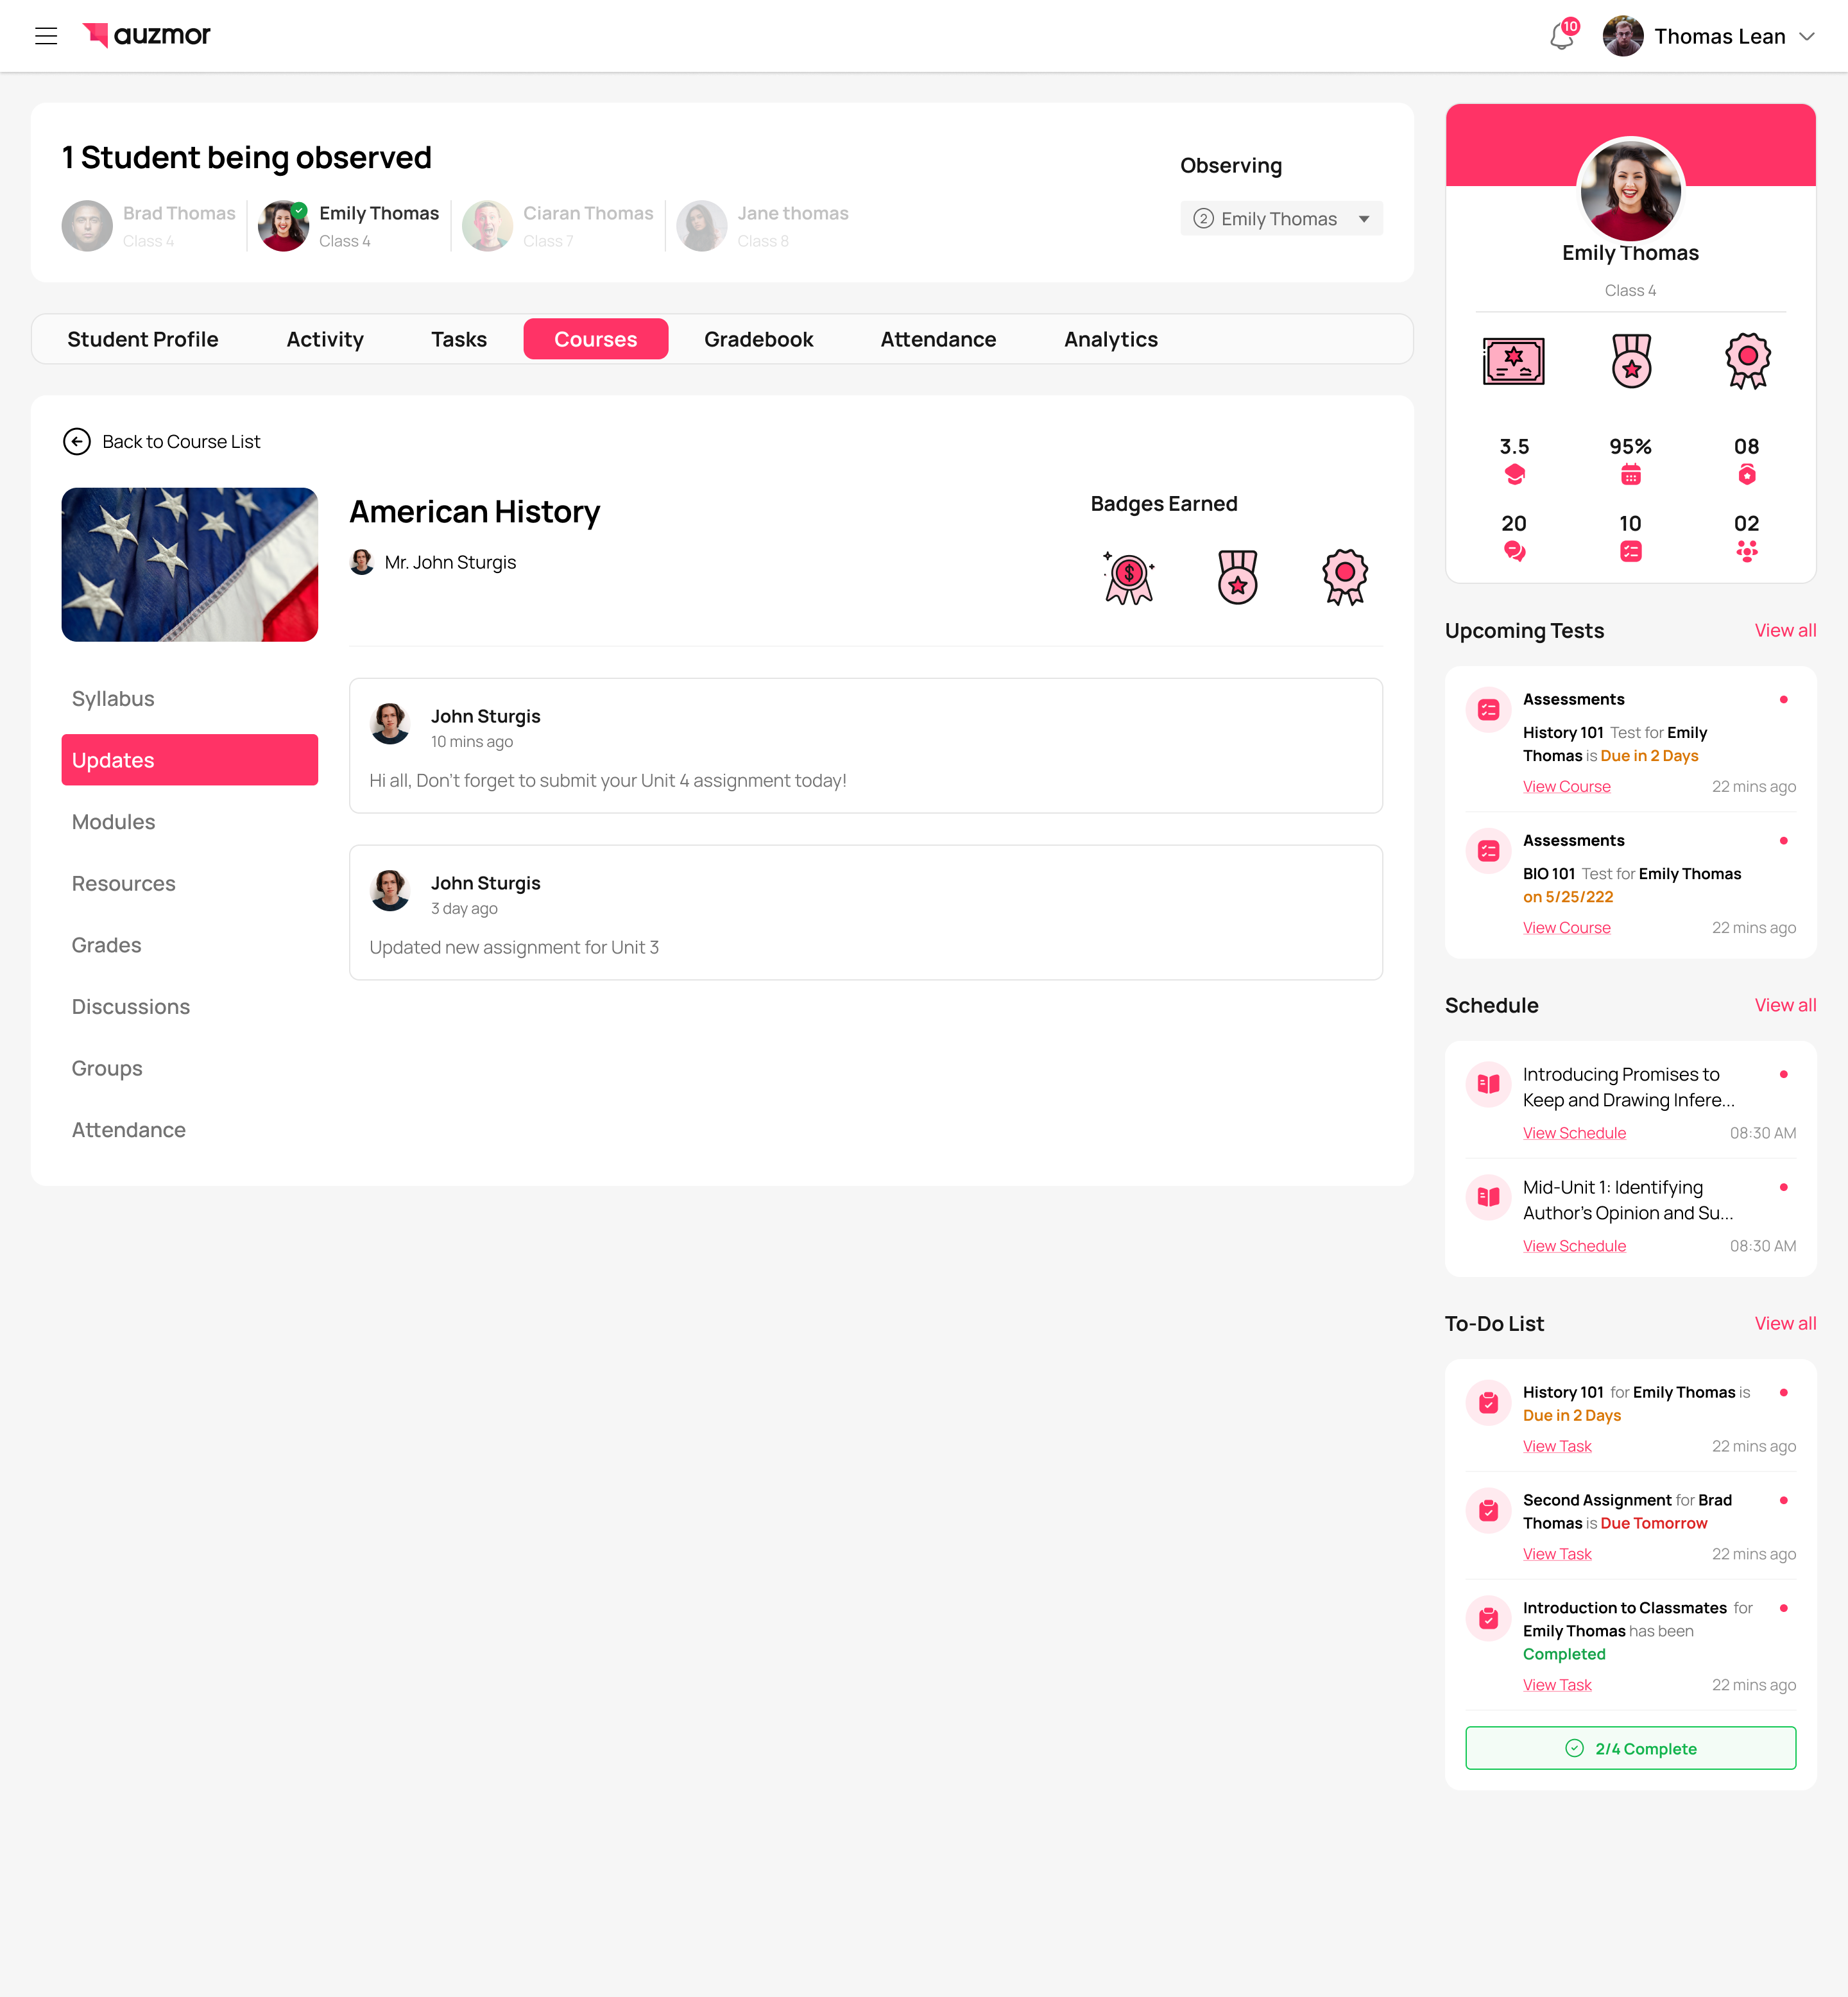 auzmor
10
Thomas Lean
1 Student being observed
Brad Thomas
Class 4
Emily Thomas
Class 4
Ciaran Thomas
Class 7
Jane thomas
Class 8
Observing
2 Emily Thomas
Student Profile
Activity
Tasks
Courses
Gradebook
Attendance
Analytics
Back to Course List
American History
Mr. John Sturgis
Badges Earned
$
Syllabus
Updates
Modules
Resources
Grades
Discussions
Groups
Attendance
John Sturgis
10 mins ago
Hi all, Don't forget to submit your Unit 4 assignment today!
John Sturgis
3 day ago
Updated new assignment for Unit 3
Emily Thomas
Class 4
3.5
95%
08
20
10
02
Upcoming Tests
View all
Assessments
History 101 Test for Emily
Thomas is Due in 2 Days
View Course
22 mins ago
Assessments
BIO 101 Test for Emily Thomas
on 5/25/222
View Course
22 mins ago
Schedule
View all
Introducing Promises to
Keep and Drawing Infere...
View Schedule
08:30 AM
Mid-Unit 1: Identifying
Author's Opinion and Su...
View Schedule
08:30 AM
To-Do List
View all
History 101 for Emily Thomas is
Due in 2 Days
View Task
22 mins ago
Second Assignment for Brad
Thomas is Due Tomorrow
View Task
22 mins ago
Introduction to Classmates for
Emily Thomas has been
Completed
View Task
22 mins ago
2/4 Complete